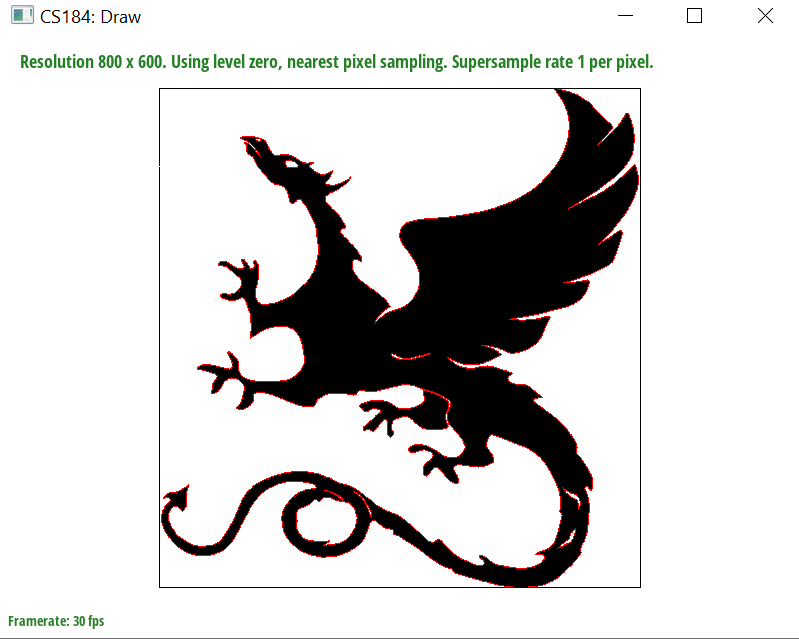 CS184: Draw
Resolution 800 x 600. Using level zero, nearest pixel sampling. Supersample rate 1 per pixel.
Framerate: 30 fps